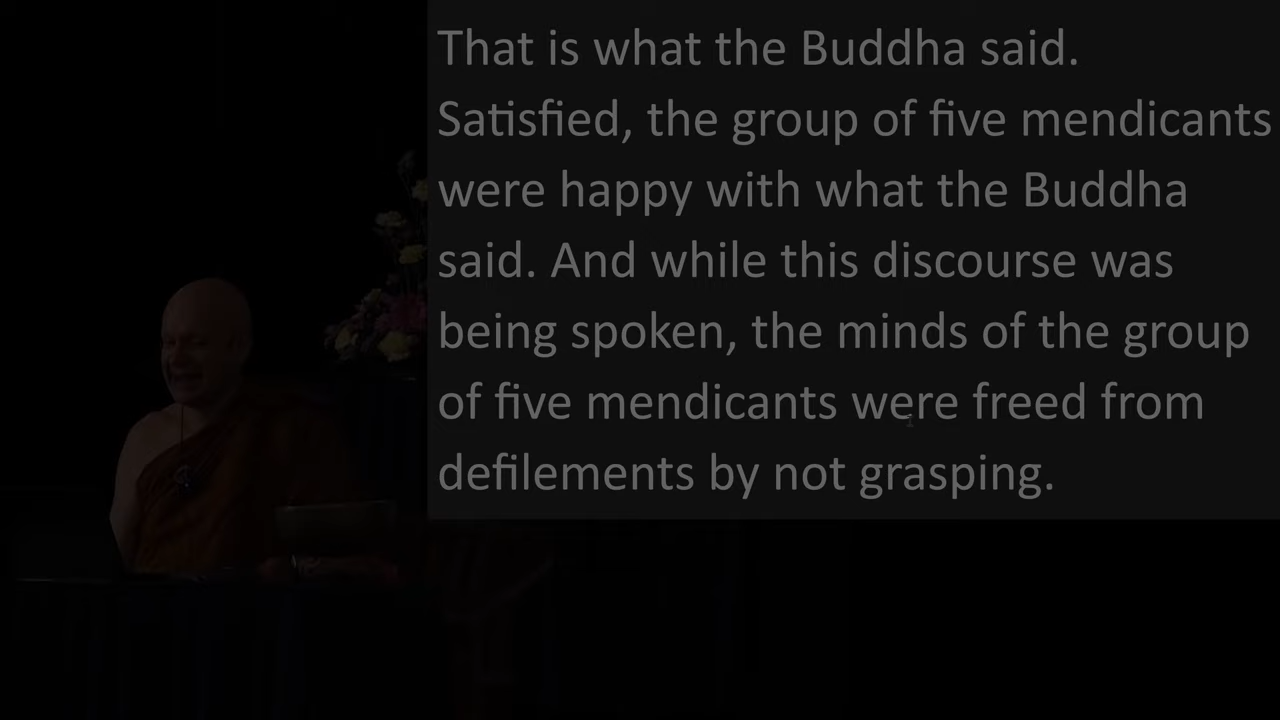 That is what the Buddha said.
Satisfied, the group of five mendicants
were happy with what the Buddha
said. And while this discourse was
being spoken, the minds of the group
of five mendicants were freed from
defilements by not grasping.